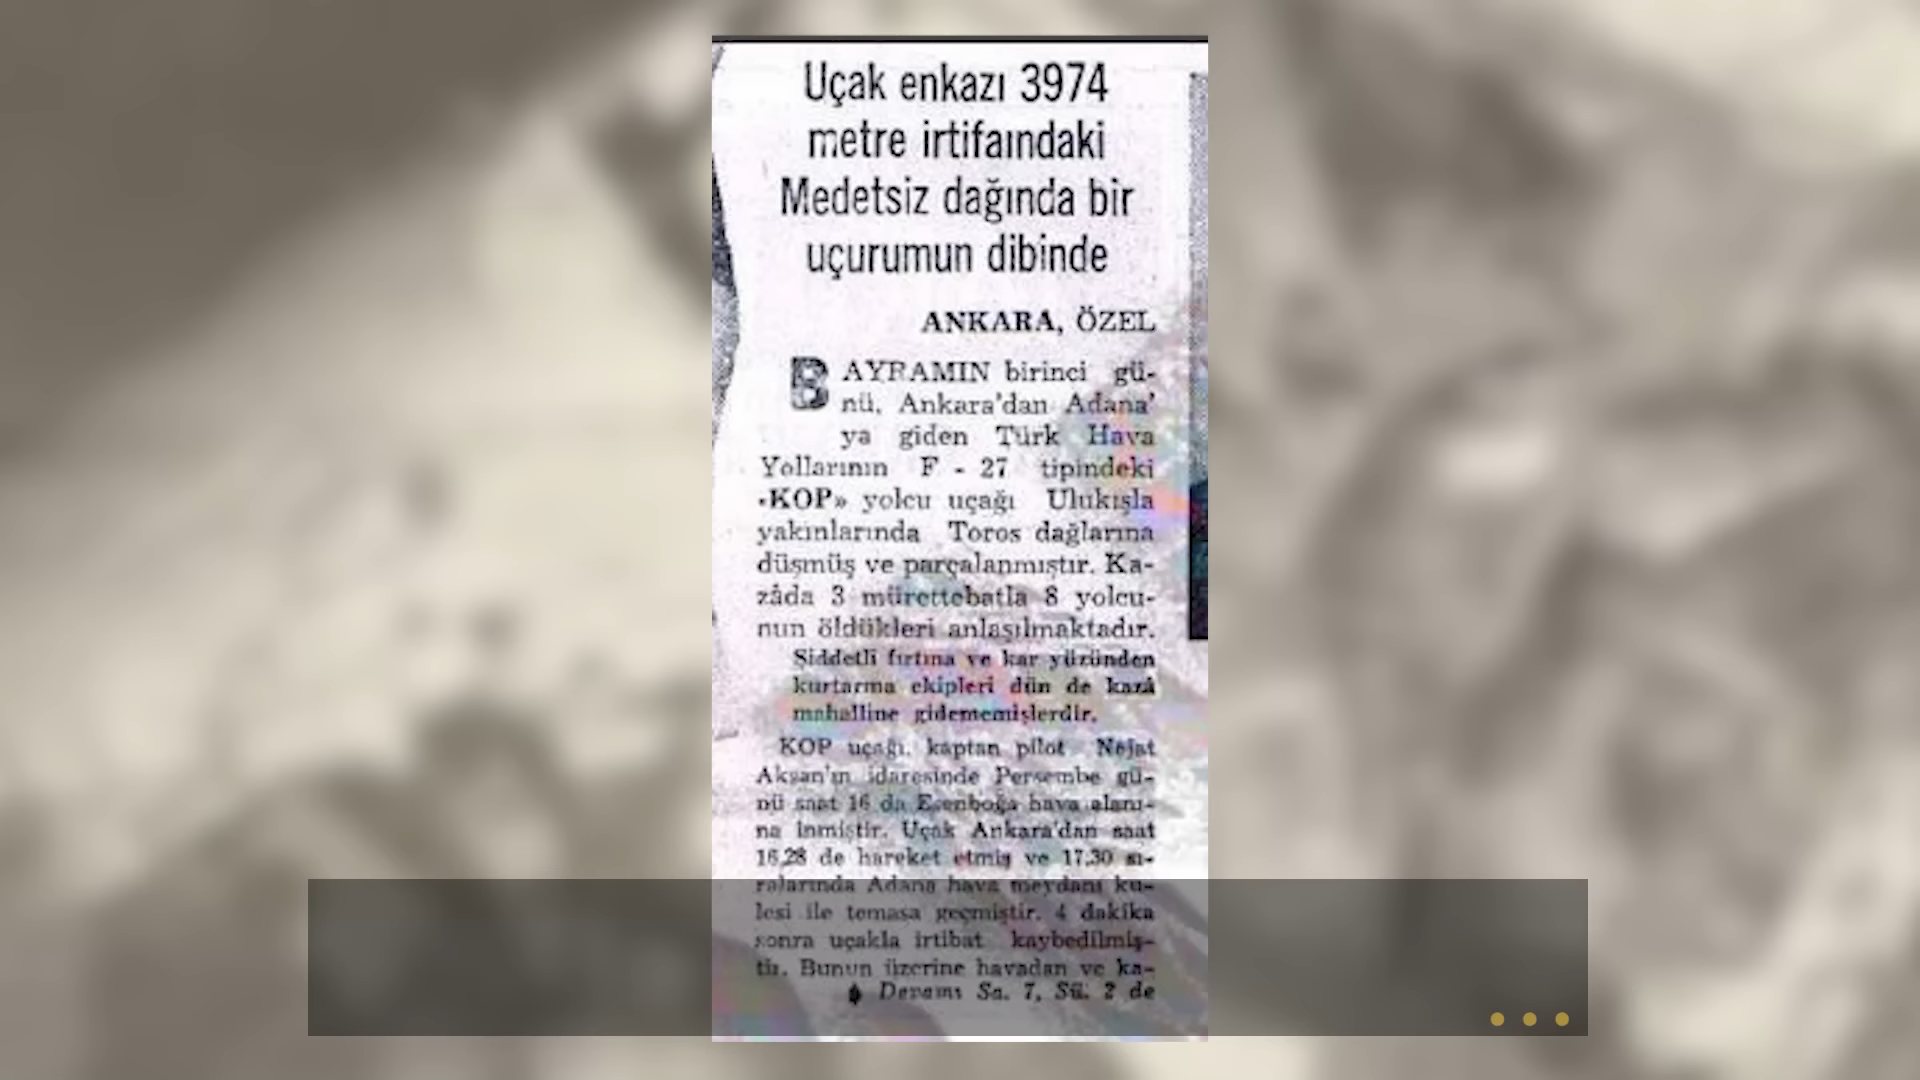 Uçak enkazı 3974
metre irtifaındaki
Medetsiz dağında bir
uçurumun dibinde
ANKARA, ÖZEL
BAYRAMIN birinci gü-
nü, Ankara'dan Adana'
ya giden Türk Hava
Yollarının F - 27 tipindeki
«KOP» yolcu uçağı Ulukışla
yakınlarında Toros dağlarına
düşmüş ve parçalanmıştır. Ka-
zâda 3 mürettebatla 8 yolcu-
nun öldükleri anlaşılmaktadır.
Şiddetli fırtına ve kar yüzünden
kurtarma ekipleri dün de kazâ
mahalline gidememişlerdir.
KOP uçağı, kaptan pilot Nejat
Aksan'ın idaresinde Perşembe gü-
nü saat 16 da Esenboğa hava alanı-
na inmiştir. Uçak Ankara'dan saat
16,28 de hareket etmiş ve 17.30 sı-
ralarında Adana hava meydanı ku-
lesi ile temasa geçmiştir. 4 dakika
sonra uçakla irtibat kaybedilmiş-
tir. Bunun üzerine havadan ve ka-
Devamı Sa. 7, Sü. 2 de